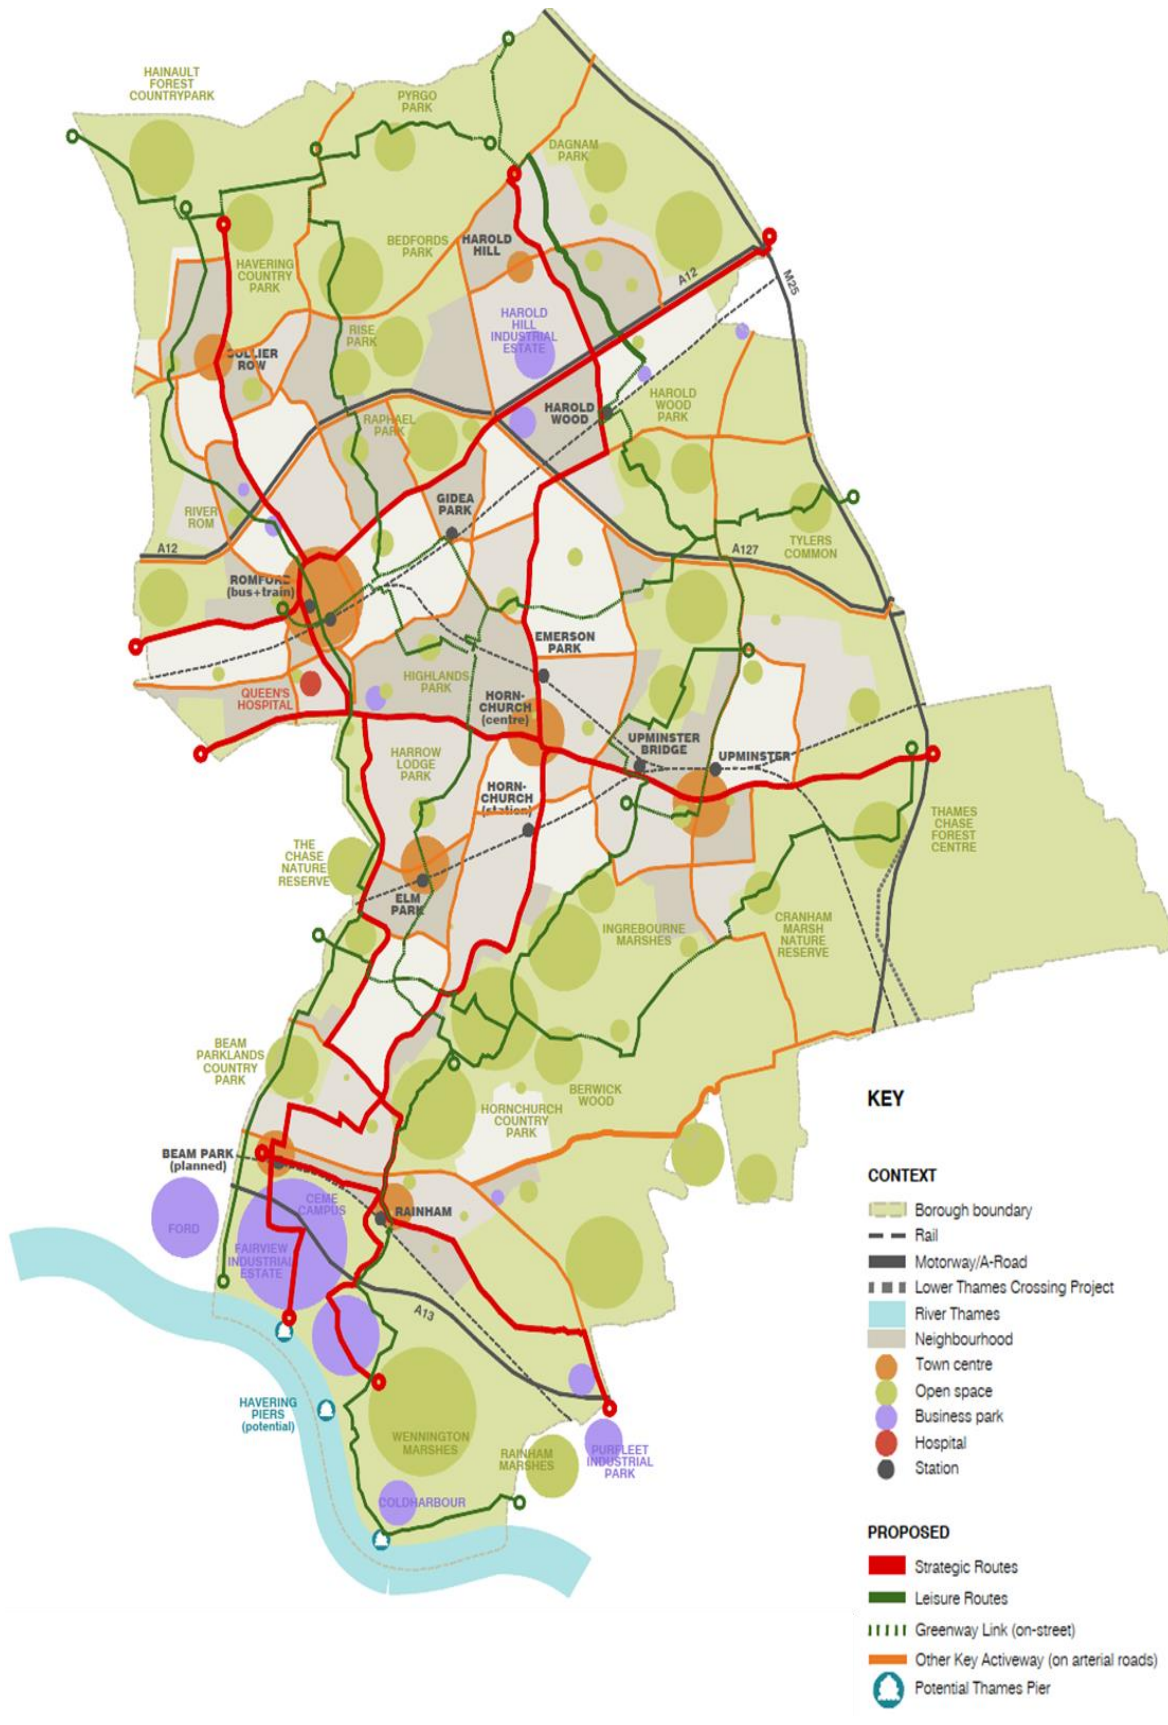 HAINAULT
FOREST
COUNTRYPARK
PYRGO
PARK
DAGNAM
PARK
BEDFORDS
PARK
HAROLD
HILL
HAVERING
COUNTRY
PARK
A12
M25
RISE
PARK
HAROLD
HILL
INDUSTRIAL
ESTATE
COLLIER
ROW
RAPHAEL
PARK
HAROLD
WOOD
HAROLD
WOOD
PARK
GIDEA
PARK
RIVER
ROM
A12
A127
TYLERS
COMMON
ROMFORD
(bus+train)
EMERSON
PARK
QUEEN'S
HOSPITAL
HIGHLANDS
PARK
HORN-
CHURCH
(centre)
UPMINSTER
BRIDGE
UPMINSTER
HARROW
LODGE
PARK
HORN-
CHURCH
(station)
THE
CHASE
NATURE
RESERVE
THAMES
CHASE
FOREST
CENTRE
ELM
PARK
INGREBOURNE
MARSHES
CRANHAM
MARSH
NATURE
RESERVE
BEAM
PARKLANDS
COUNTRY
PARK
BERWICK
WOOD
HORNCHURCH
COUNTRY
PARK
BEAM PARK
(planned)
CEME
CAMPUS
RAINHAM
FORD
FAIRVIEW
INDUSTRIAL
ESTATE
A13
HAVERING
PIERS
(potential)
WENNINGTON
MARSHES
RAINHAM
MARSHES
PURFLEET
INDUSTRIAL
PARK
COLDHARBOUR
KEY
CONTEXT
Borough boundary
Rail
Motorway/A-Road
Lower Thames Crossing Project
River Thames
Neighbourhood
Town centre
Open space
Business park
Hospital
Station
PROPOSED
Strategic Routes
Leisure Routes
Greenway Link (on-street)
Other Key Activeway (on arterial roads)
Potential Thames Pier